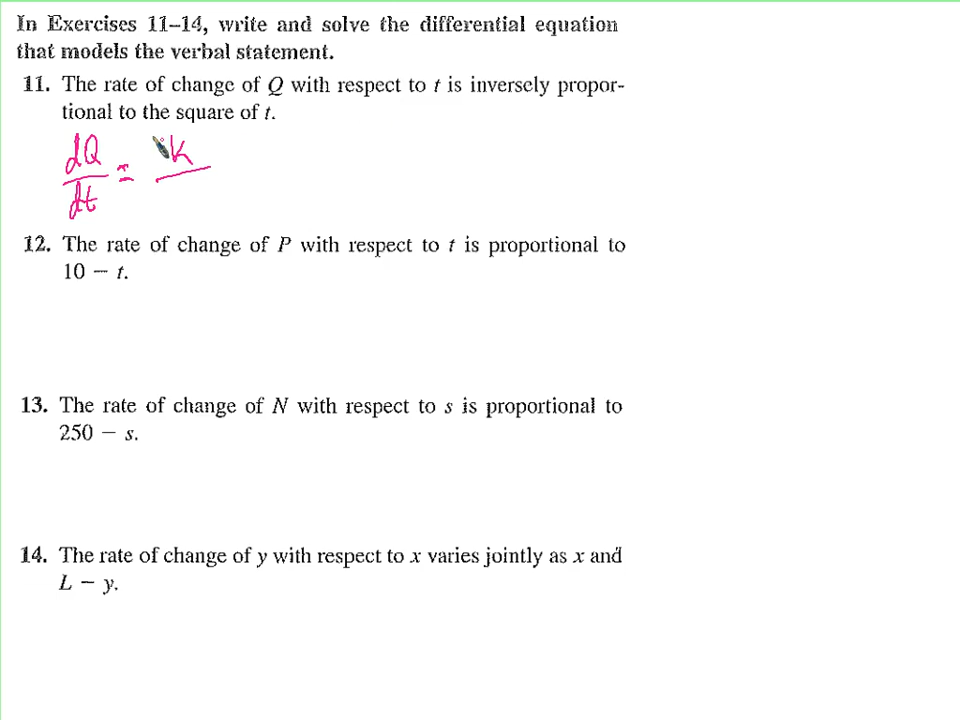 In Exercises 11–14, write and solve the differential equation
that models the verbal statement.
11. The rate of change of Q with respect to t is inversely propor-
tional to the square of t.
dQ/dt = k
12. The rate of change of P with respect to t is proportional to
10 − t.
13. The rate of change of N with respect to s is proportional to
250 − s.
14. The rate of change of y with respect to x varies jointly as x and
L − y.